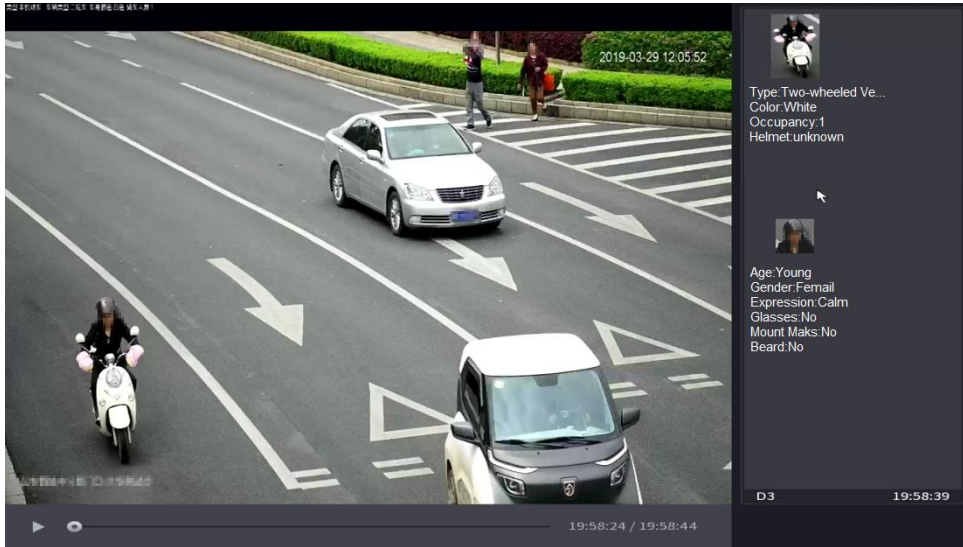 2019-03-29 12:05:52
Type:Two-wheeled Ve...
Color:White
Occupancy:1
Helmet:unknown
Age:Young
Gender:Femail
Expression:Calm
Glasses:No
Mount Maks:No
Beard:No
D3 19:58:39
19:58:24 / 19:58:44